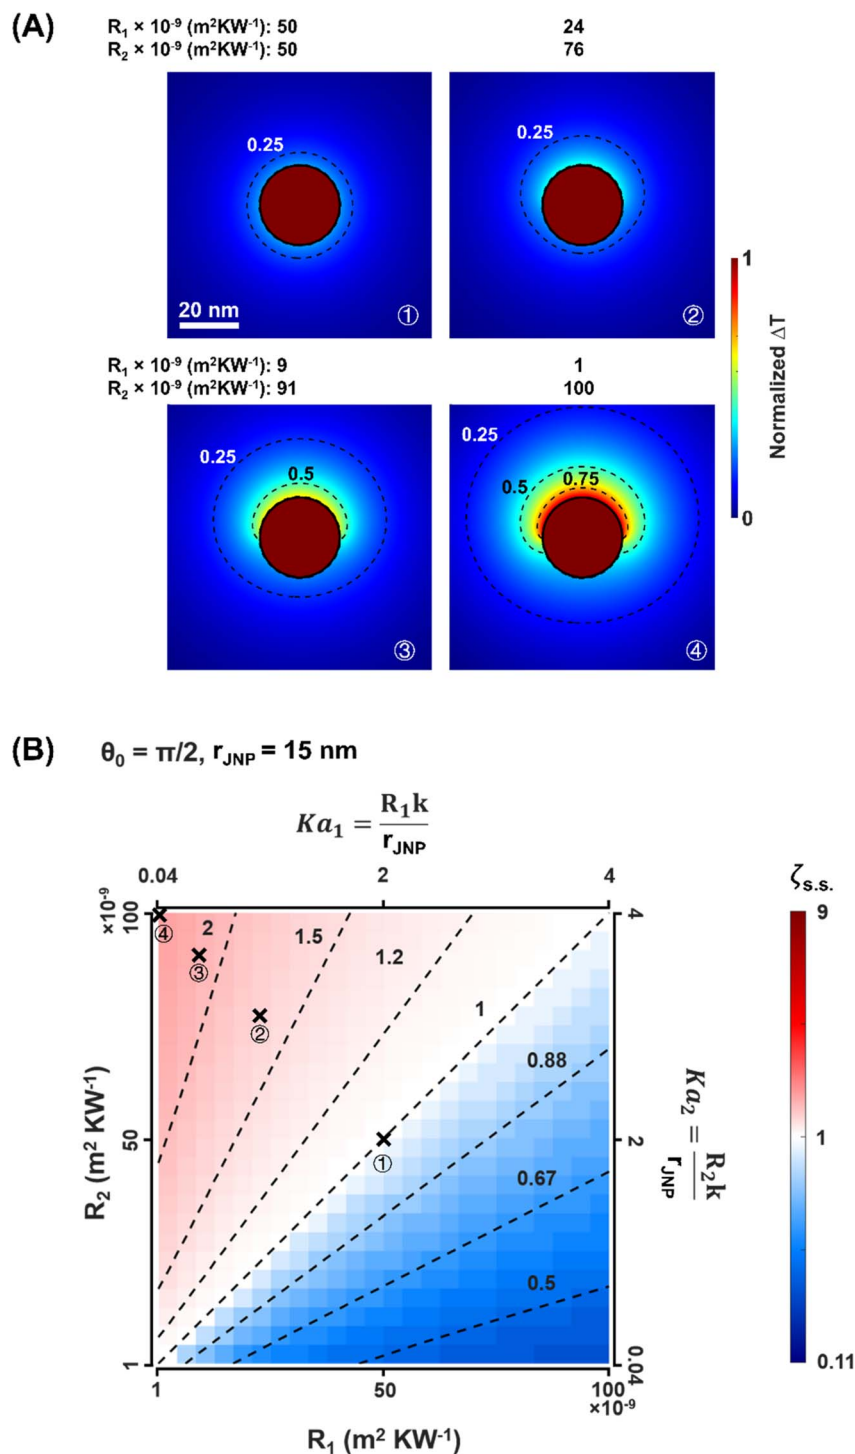 (A)
R₁ × 10⁻⁹ (m²KW⁻¹): 50 24
R₂ × 10⁻⁹ (m²KW⁻¹): 50 76
0.25 0.25
20 nm ① ②
1
Normalized ΔT
0
R₁ × 10⁻⁹ (m²KW⁻¹): 9 1
R₂ × 10⁻⁹ (m²KW⁻¹): 91 100
0.25 0.5
0.25 0.5 0.75
③ ④
(B) θ₀ = π/2, r_JNP = 15 nm
Ka₁ = R₁k / r_JNP
0.04 2 4
×10⁻⁹
100
50
1
R₂ (m² KW⁻¹)
④ 2 1.5
③ 1.2
② 1
0.88
①
0.67
0.5
4
2
0.04
Ka₂ = R₂k / r_JNP
1 50 100
×10⁻⁹
R₁ (m² KW⁻¹)
ζs.s.
9
1
0.11